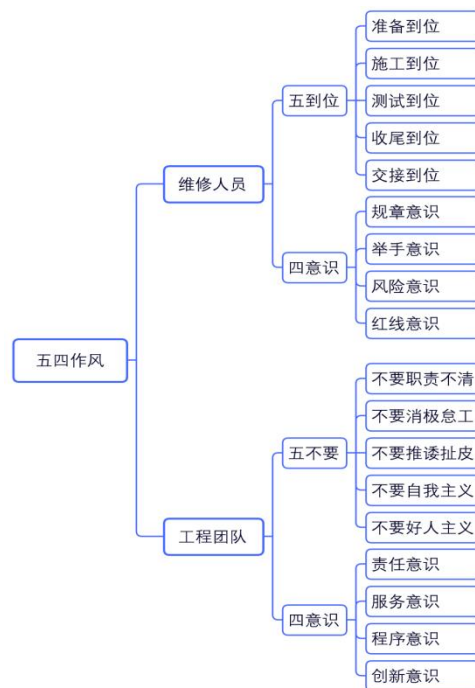 五四作风
维修人员
五到位
准备到位
施工到位
测试到位
收尾到位
交接到位
四意识
规章意识
举手意识
风险意识
红线意识
工程团队
五不要
不要职责不清
不要消极怠工
不要推诿扯皮
不要自我主义
不要好人主义
四意识
责任意识
服务意识
程序意识
创新意识